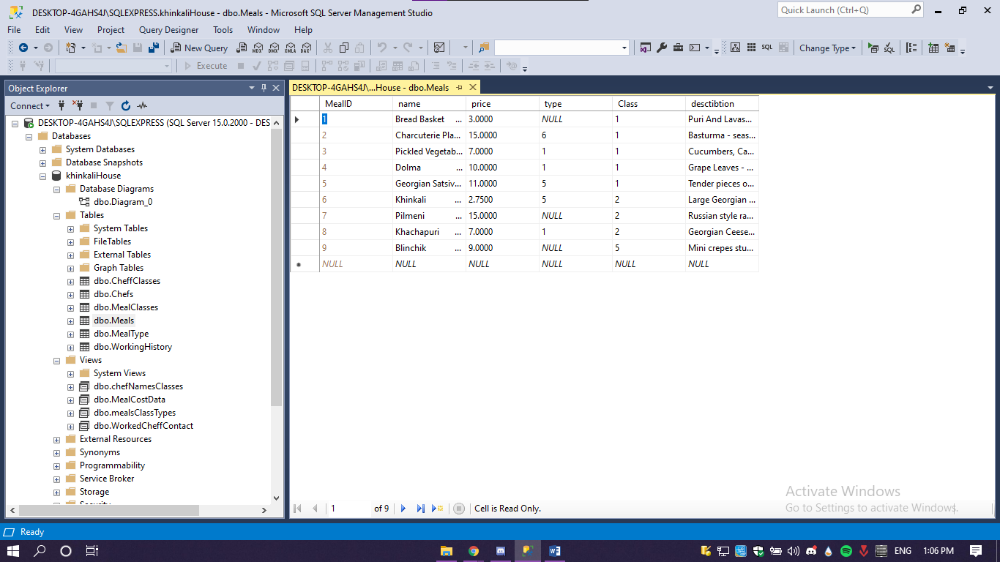 DESKTOP-4GAHS4J\SQLEXPRESS.khinkaliHouse - dbo.Meals - Microsoft SQL Server Management Studio
Quick Launch (Ctrl+Q)
File Edit View Project Query Designer Tools Window Help
New Query MDX DMX XMLA DAX SQL Change Type SQL
Execute
Object Explorer
Connect
DESKTOP-4GAHS4J\SQLEXPRESS (SQL Server 15.0.2000 - DES
Databases
System Databases
Database Snapshots
khinkaliHouse
Database Diagrams
dbo.Diagram_0
Tables
System Tables
FileTables
External Tables
Graph Tables
dbo.CheffClasses
dbo.Chefs
dbo.MealClasses
dbo.Meals
dbo.MealType
dbo.WorkingHistory
Views
System Views
dbo.chefNamesClasses
dbo.MealCostData
dbo.mealsClassTypes
dbo.WorkedCheffContact
External Resources
Synonyms
Programmability
Service Broker
Storage
Security
DESKTOP-4GAHS4J\...House - dbo.Meals
MealID name price type Class desctibtion
1 Bread Basket ... 3.0000 NULL 1 Puri And Lavas...
2 Charcuterie Pla... 15.0000 6 1 Basturma - seas...
3 Pickled Vegetab... 7.0000 1 1 Cucumbers, Ca...
4 Dolma ... 10.0000 1 1 Grape Leaves - ...
5 Georgian Satsiv... 11.0000 5 1 Tender pieces o...
6 Khinkali ... 2.7500 5 2 Large Georgian ...
7 Pilmeni ... 15.0000 NULL 2 Russian style ra...
8 Khachapuri ... 7.0000 1 2 Georgian Ceese...
9 Blinchik ... 9.0000 NULL 5 Mini crepes stu...
NULL NULL NULL NULL NULL NULL
1 of 9 Cell is Read Only.
Activate Windows
Go to Settings to activate Windows.
Ready
ENG 1:06 PM